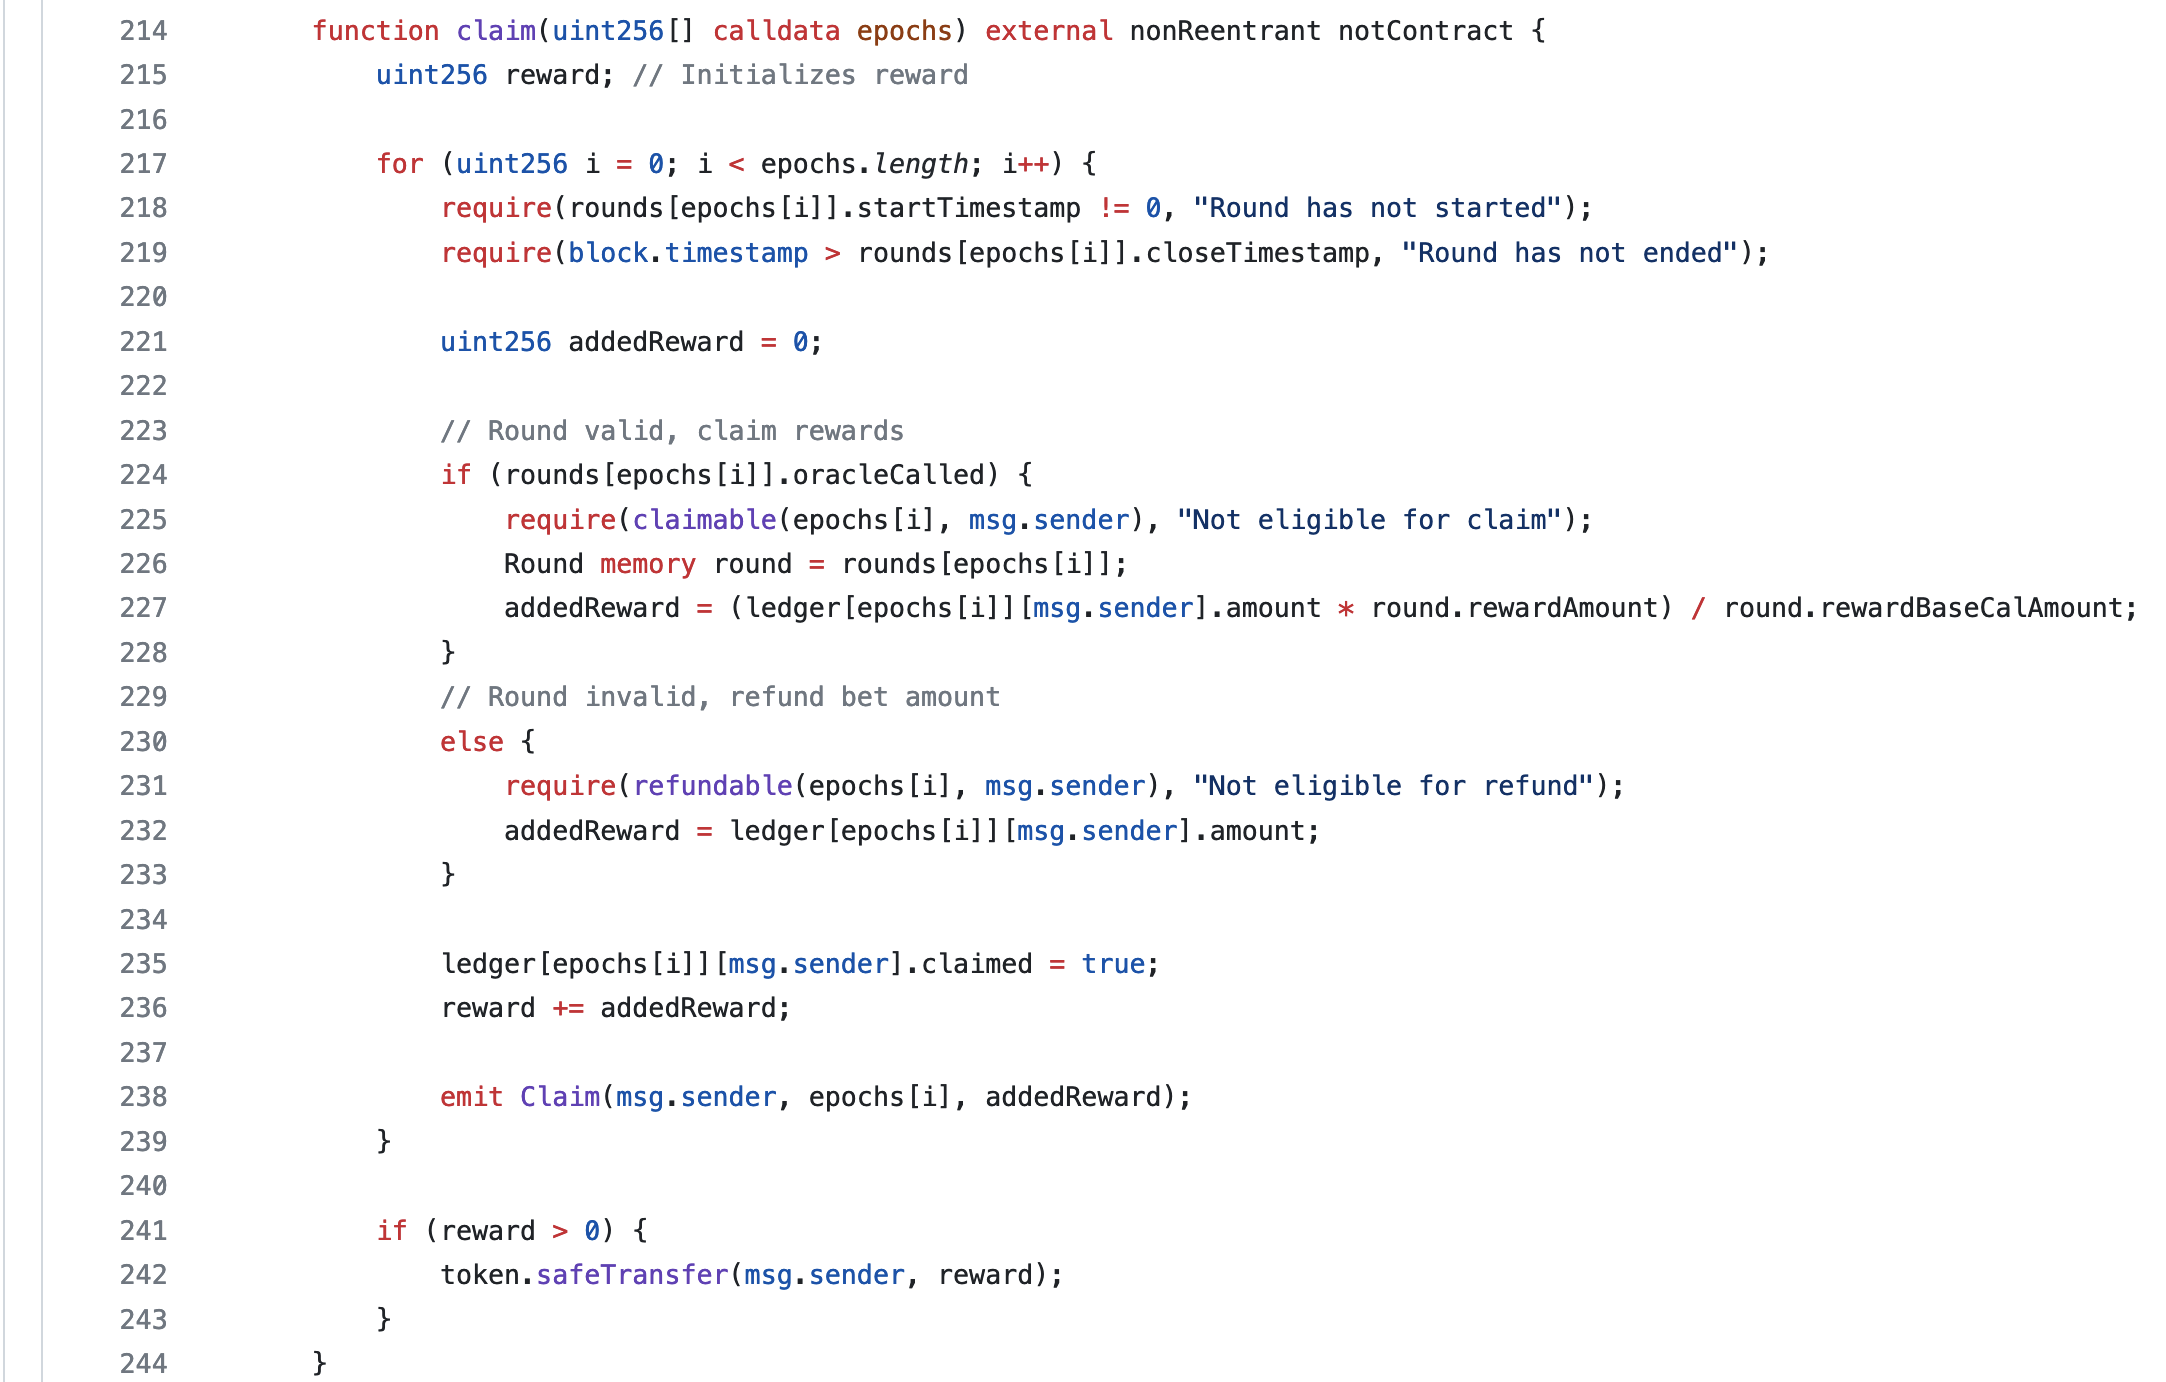 214 function claim(uint256[] calldata epochs) external nonReentrant notContract {
215 uint256 reward; // Initializes reward
216
217 for (uint256 i = 0; i < epochs.length; i++) {
218 require(rounds[epochs[i]].startTimestamp != 0, "Round has not started");
219 require(block.timestamp > rounds[epochs[i]].closeTimestamp, "Round has not ended");
220
221 uint256 addedReward = 0;
222
223 // Round valid, claim rewards
224 if (rounds[epochs[i]].oracleCalled) {
225 require(claimable(epochs[i], msg.sender), "Not eligible for claim");
226 Round memory round = rounds[epochs[i]];
227 addedReward = (ledger[epochs[i]][msg.sender].amount * round.rewardAmount) / round.rewardBaseCalAmount;
228 }
229 // Round invalid, refund bet amount
230 else {
231 require(refundable(epochs[i], msg.sender), "Not eligible for refund");
232 addedReward = ledger[epochs[i]][msg.sender].amount;
233 }
234
235 ledger[epochs[i]][msg.sender].claimed = true;
236 reward += addedReward;
237
238 emit Claim(msg.sender, epochs[i], addedReward);
239 }
240
241 if (reward > 0) {
242 token.safeTransfer(msg.sender, reward);
243 }
244 }